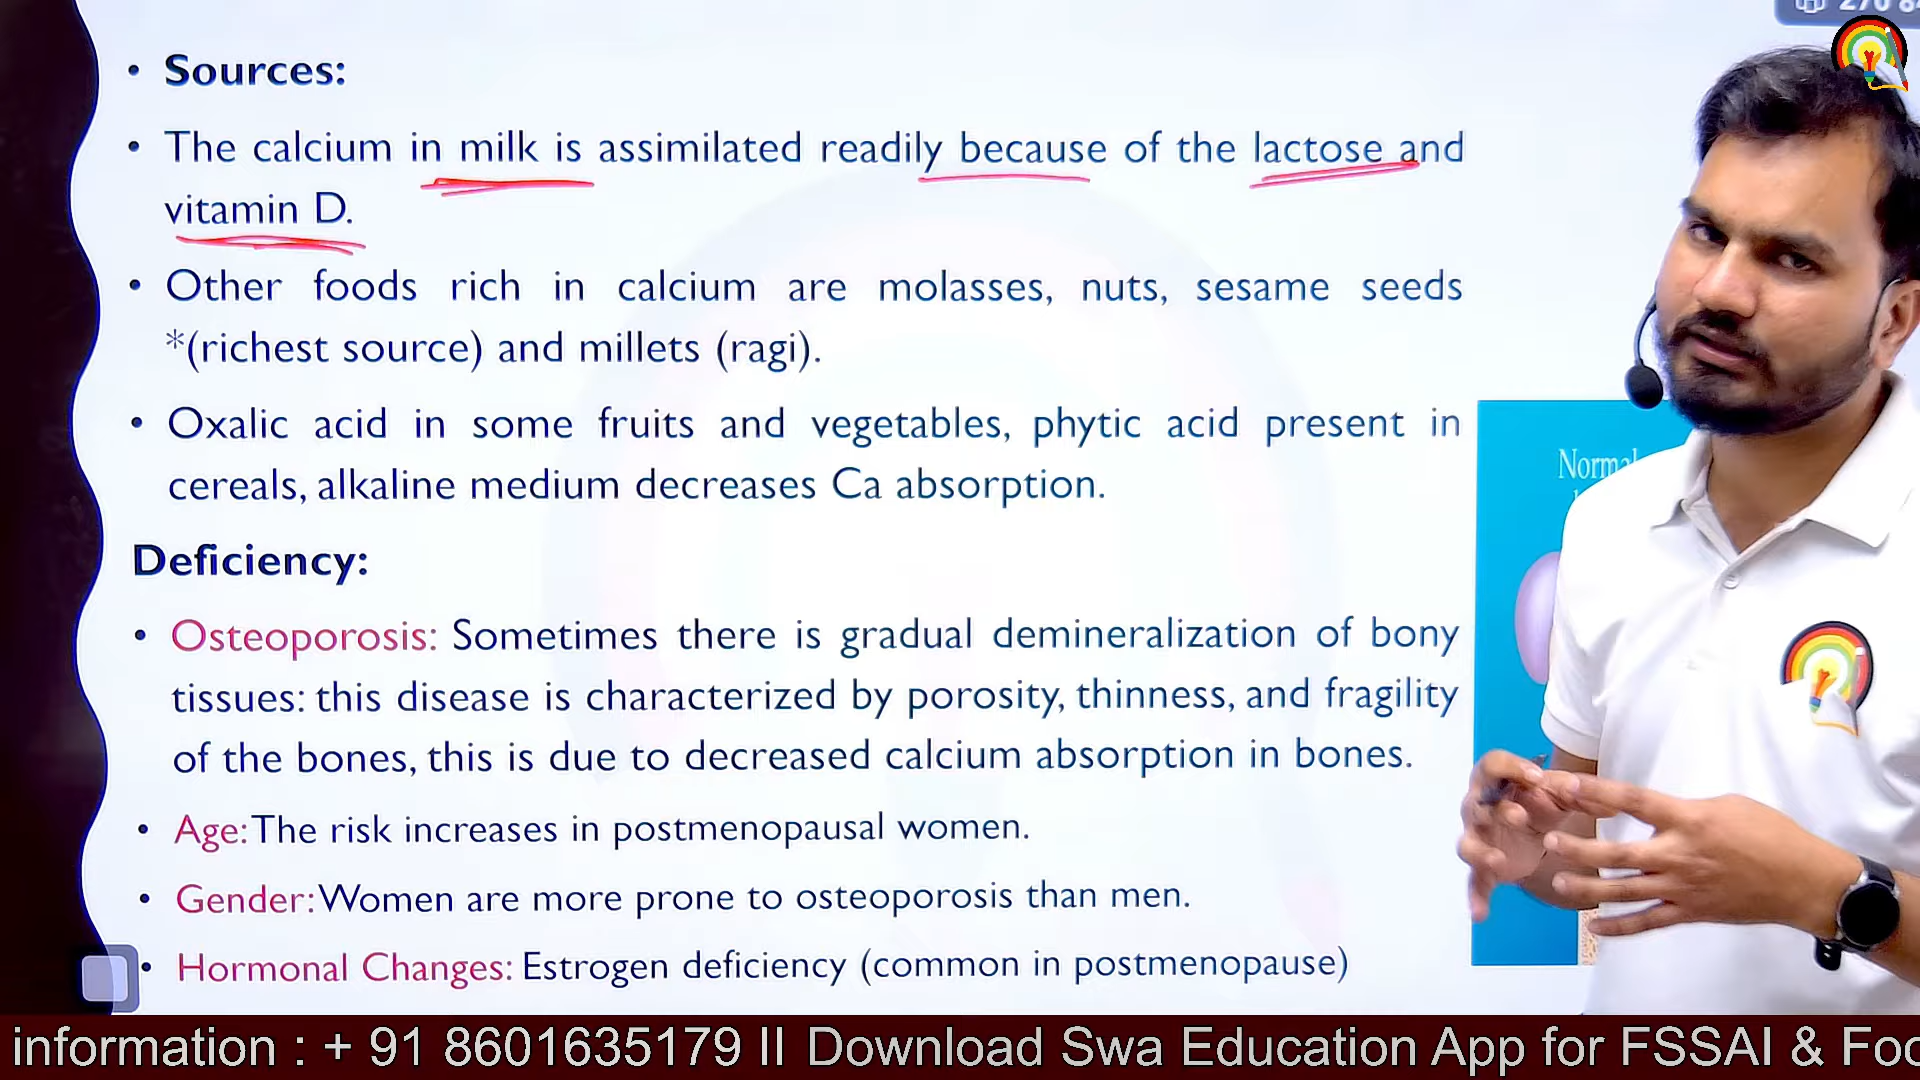 270 8
• Sources:
• The calcium in milk is assimilated readily because of the lactose and
vitamin D.
• Other foods rich in calcium are molasses, nuts, sesame seeds
*(richest source) and millets (ragi).
• Oxalic acid in some fruits and vegetables, phytic acid present in
cereals, alkaline medium decreases Ca absorption.
Normal
Deficiency:
• Osteoporosis: Sometimes there is gradual demineralization of bony
tissues: this disease is characterized by porosity, thinness, and fragility
of the bones, this is due to decreased calcium absorption in bones.
• Age: The risk increases in postmenopausal women.
• Gender: Women are more prone to osteoporosis than men.
• Hormonal Changes: Estrogen deficiency (common in postmenopause)
information : + 91 8601635179 II Download Swa Education App for FSSAI & Foo